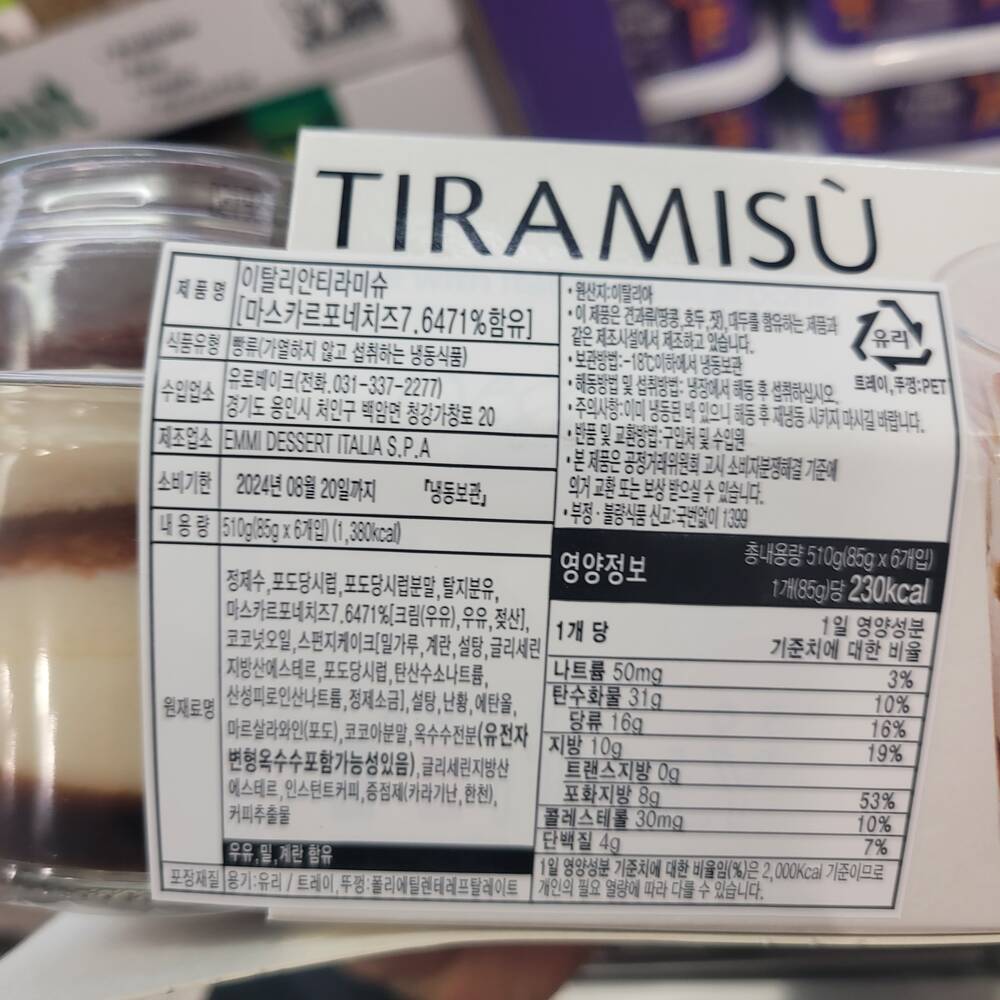 TIRAMISÙ
제품명
이탈리안티라미슈
[마스카르포네치즈7.6471%함유]
식품유형
빵류(가열하지 않고 섭취하는 냉동식품)
수입업소
유로베이크(전화.031-337-2277)
경기도 용인시 처인구 백암면 청강가창로 20
제조업소
EMMI DESSERT ITALIA S.P.A
소비기한
2024년 08월 20일까지 『냉동보관』
내용량
510g(85g x 6개입) (1,380kcal)
원재료명
정제수,포도당시럽,포도당시럽분말,탈지분유,
마스카르포네치즈7.6471%[크림(우유),우유,젖산],
코코넛오일,스펀지케이크[밀가루,계란,설탕,글리세린
지방산에스테르,포도당시럽,탄산수소나트륨,
산성피로인산나트륨,정제소금],설탕,난황,에탄올,
마르살라와인(포도),코코아분말,옥수수전분(유전자
변형옥수수포함가능성있음),글리세린지방산
에스테르,인스턴트커피,증점제(카라기난,한천),
커피추출물
우유,밀,계란 함유
포장재질
용기:유리 / 트레이,뚜껑:폴리에틸렌테레프탈레이트
•원산지:이탈리아
•이 제품은 견과류(땅콩,호두,잣),대두를 함유하는 제품과
같은 제조시설에서 제조하고 있습니다.
•보관방법:-18℃이하에서 냉동보관
•해동방법 및 섭취방법: 냉장에서 해동 후 섭취하십시오.
•주의사항:이미 냉동된 바 있으니 해동 후 재냉동 시키지 마시길 바랍니다.
•반품 및 교환방법:구입처 및 수입원
•본 제품은 공정거래위원회 고시 소비자분쟁해결 기준에
의거 교환 또는 보상 받으실 수 있습니다.
•부정·불량식품 신고:국번없이 1399
유리
트레이,뚜껑:PET
영양정보
총내용량 510g(85g x 6개입)
1개(85g)당 230kcal
1개 당
1일 영양성분
기준치에 대한 비율
나트륨 50mg 3%
탄수화물 31g 10%
당류 16g 16%
지방 10g 19%
트랜스지방 0g
포화지방 8g 53%
콜레스테롤 30mg 10%
단백질 4g 7%
1일 영양성분 기준치에 대한 비율임(%)은 2,000Kcal 기준이므로
개인의 필요 열량에 따라 다를 수 있습니다.